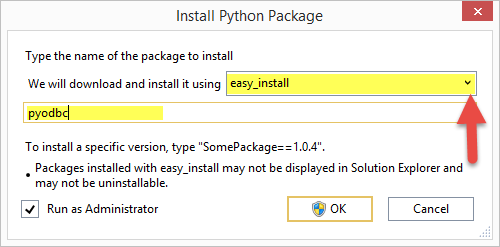 Install Python Package
Type the name of the package to install
We will download and install it using easy_install
pyodbc
To install a specific version, type "SomePackage==1.0.4".
• Packages installed with easy_install may not be displayed in Solution Explorer and
may not be uninstallable.
Run as Administrator OK Cancel